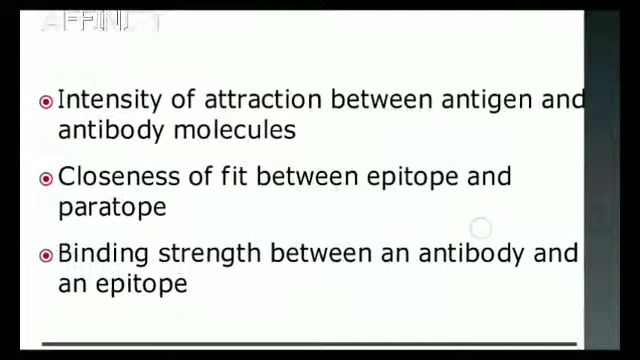 AFFINITY
Intensity of attraction between antigen and
antibody molecules
Closeness of fit between epitope and
paratope
Binding strength between an antibody and
an epitope